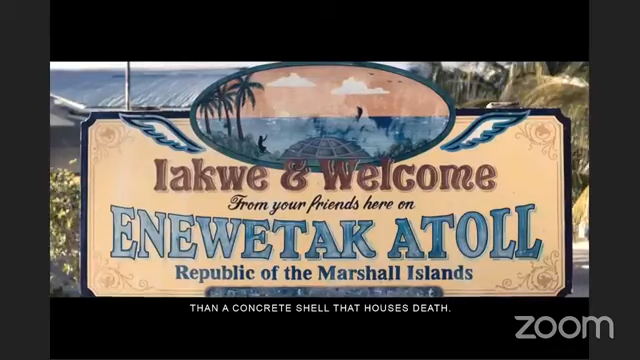 Iakwe & Welcome
From your friends here on
ENEWETAK ATOLL
Republic of the Marshall Islands
THAN A CONCRETE SHELL THAT HOUSES DEATH.
zoom